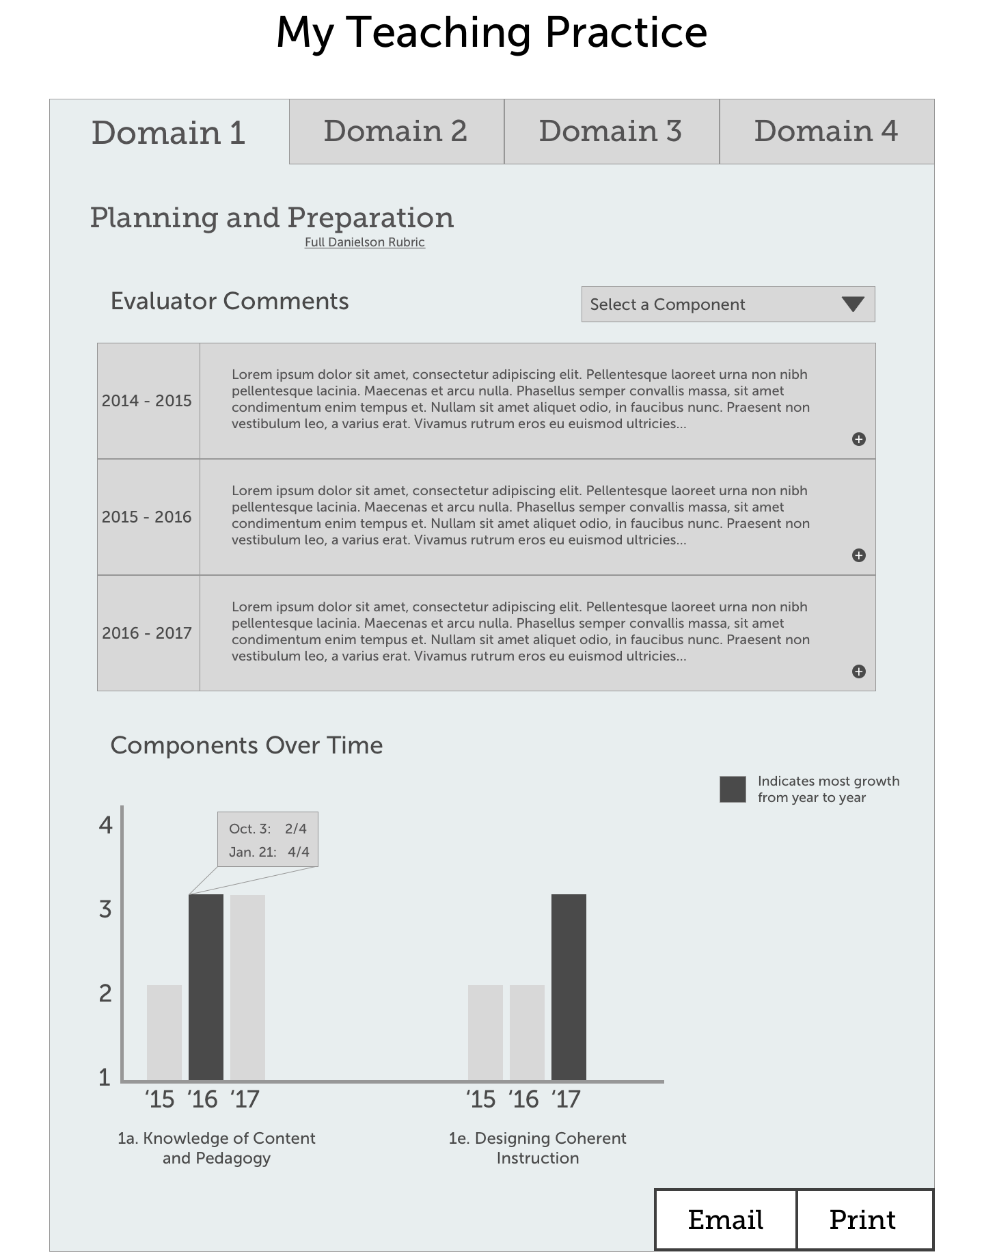 My Teaching Practice
Domain 1
Domain 2
Domain 3
Domain 4
Planning and Preparation
Full Danielson Rubric
Evaluator Comments
Select a Component
2014 - 2015
Lorem ipsum dolor sit amet, consectetur adipiscing elit. Pellentesque laoreet urna non nibh
pellentesque lacinia. Maecenas et arcu nulla. Phasellus semper convallis massa, sit amet
condimentum enim tempus et. Nullam sit amet aliquet odio, in faucibus nunc. Praesent non
vestibulum leo, a varius erat. Vivamus rutrum eros eu euismod ultricies...
2015 - 2016
Lorem ipsum dolor sit amet, consectetur adipiscing elit. Pellentesque laoreet urna non nibh
pellentesque lacinia. Maecenas et arcu nulla. Phasellus semper convallis massa, sit amet
condimentum enim tempus et. Nullam sit amet aliquet odio, in faucibus nunc. Praesent non
vestibulum leo, a varius erat. Vivamus rutrum eros eu euismod ultricies...
2016 - 2017
Lorem ipsum dolor sit amet, consectetur adipiscing elit. Pellentesque laoreet urna non nibh
pellentesque lacinia. Maecenas et arcu nulla. Phasellus semper convallis massa, sit amet
condimentum enim tempus et. Nullam sit amet aliquet odio, in faucibus nunc. Praesent non
vestibulum leo, a varius erat. Vivamus rutrum eros eu euismod ultricies...
Components Over Time
Indicates most growth
from year to year
4
3
2
1
Oct. 3: 2/4
Jan. 21: 4/4
‘15 ‘16 ‘17
‘15 ‘16 ‘17
1a. Knowledge of Content
and Pedagogy
1e. Designing Coherent
Instruction
Email
Print